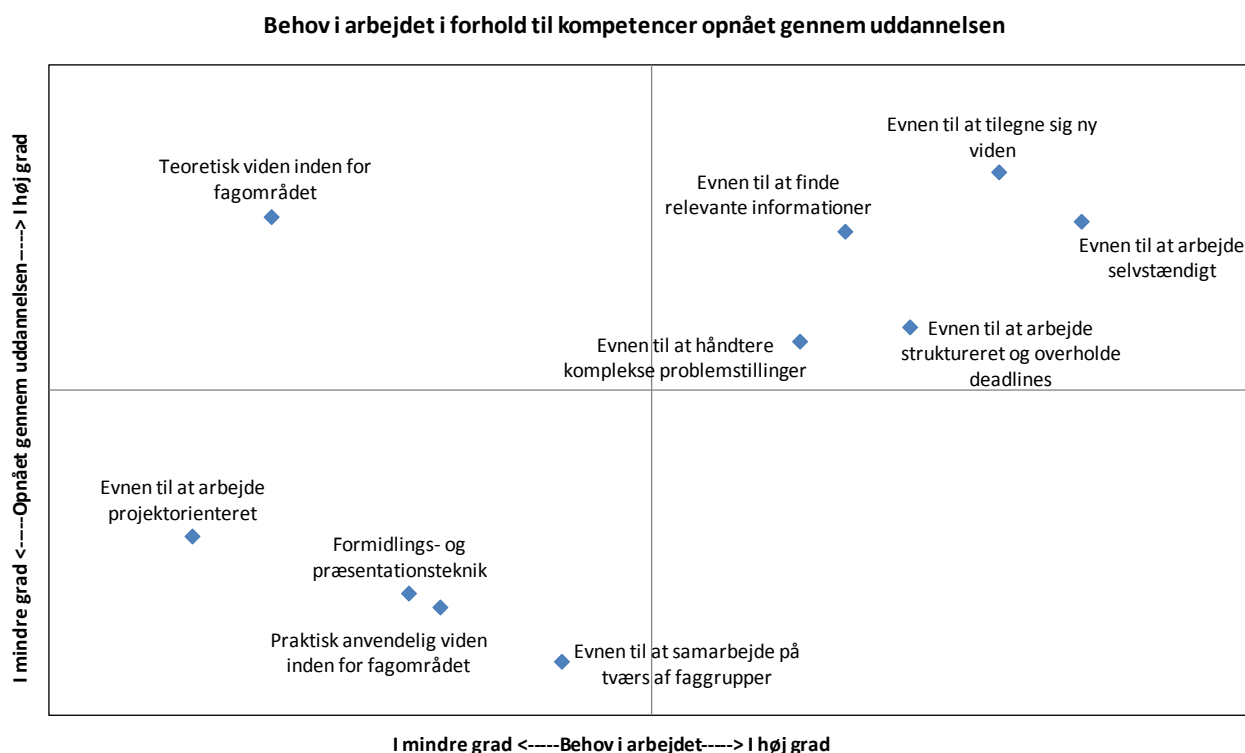 Behov i arbejdet i forhold til kompetencer opnået gennem uddannelsen
Evnen til at tilegne sig ny
viden
Teoretisk viden inden for
fagområdet
Evnen til at finde
relevante informationer
Evnen til at arbejde
selvstændigt
Evnen til at arbejde
struktureret og overholde
deadlines
Evnen til at håndtere
komplekse problemstillinger
Evnen til at arbejde
projektorienteret
Formidlings- og
præsentationsteknik
Praktisk anvendelig viden
inden for fagområdet
Evnen til at samarbejde på
tværs af faggrupper
I mindre grad <-----Opnået gennem uddannelsen-----> I høj grad
I mindre grad <-----Behov i arbejdet-----> I høj grad